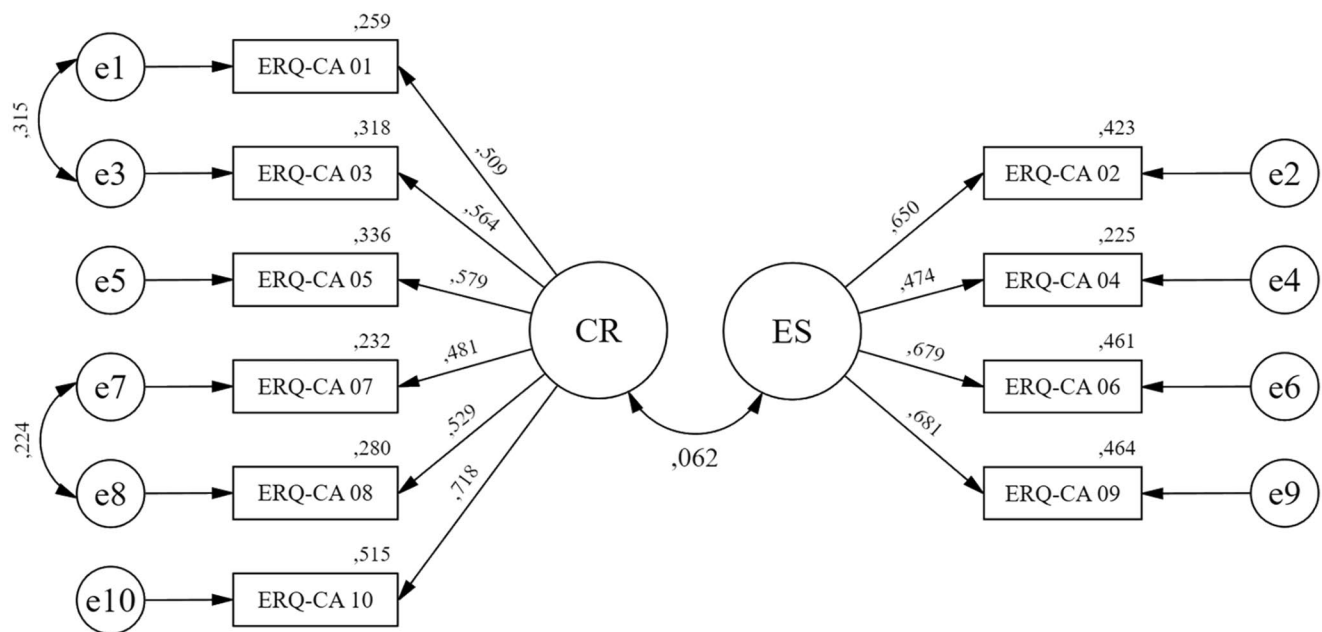 ,259
e1
ERQ-CA 01
,315
,509
,318
e3
ERQ-CA 03
,564
,336
e5
ERQ-CA 05
,579
,232
e7
ERQ-CA 07
,481
,224
,529
,280
e8
ERQ-CA 08
,718
,515
e10
ERQ-CA 10
CR
ES
,062
,423
ERQ-CA 02
e2
,650
,225
ERQ-CA 04
e4
,474
,461
ERQ-CA 06
e6
,679
,464
ERQ-CA 09
e9
,681